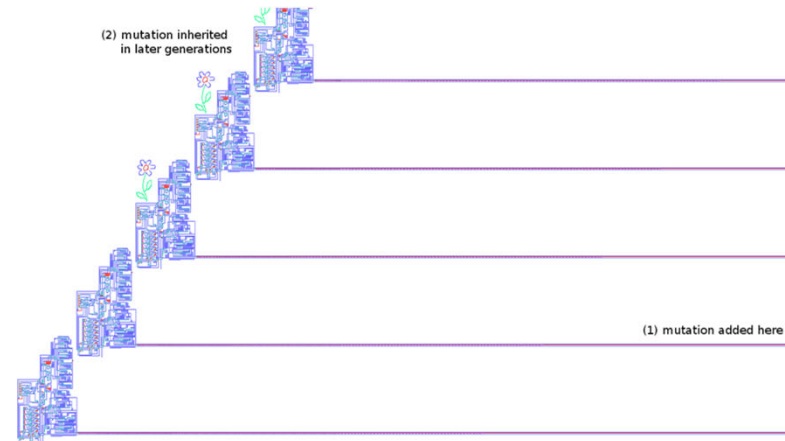 (2) mutation inherited
in later generations
(1) mutation added here